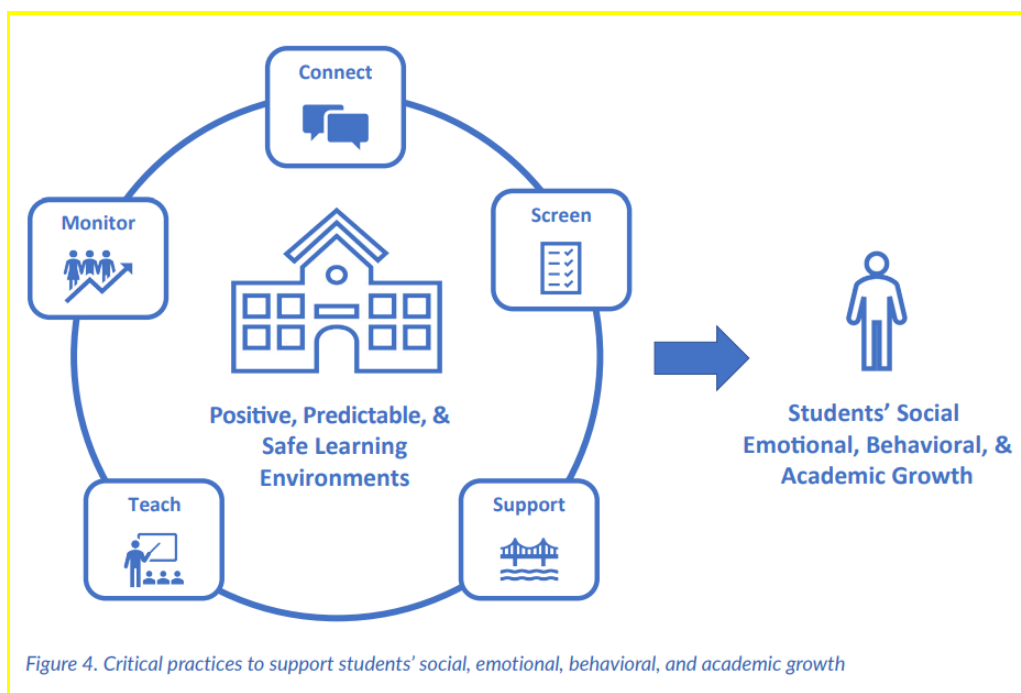 Connect
Monitor
Screen
Positive, Predictable, &
Safe Learning
Environments
Students' Social
Emotional, Behavioral, &
Academic Growth
Teach
Support
Figure 4. Critical practices to support students' social, emotional, behavioral, and academic growth